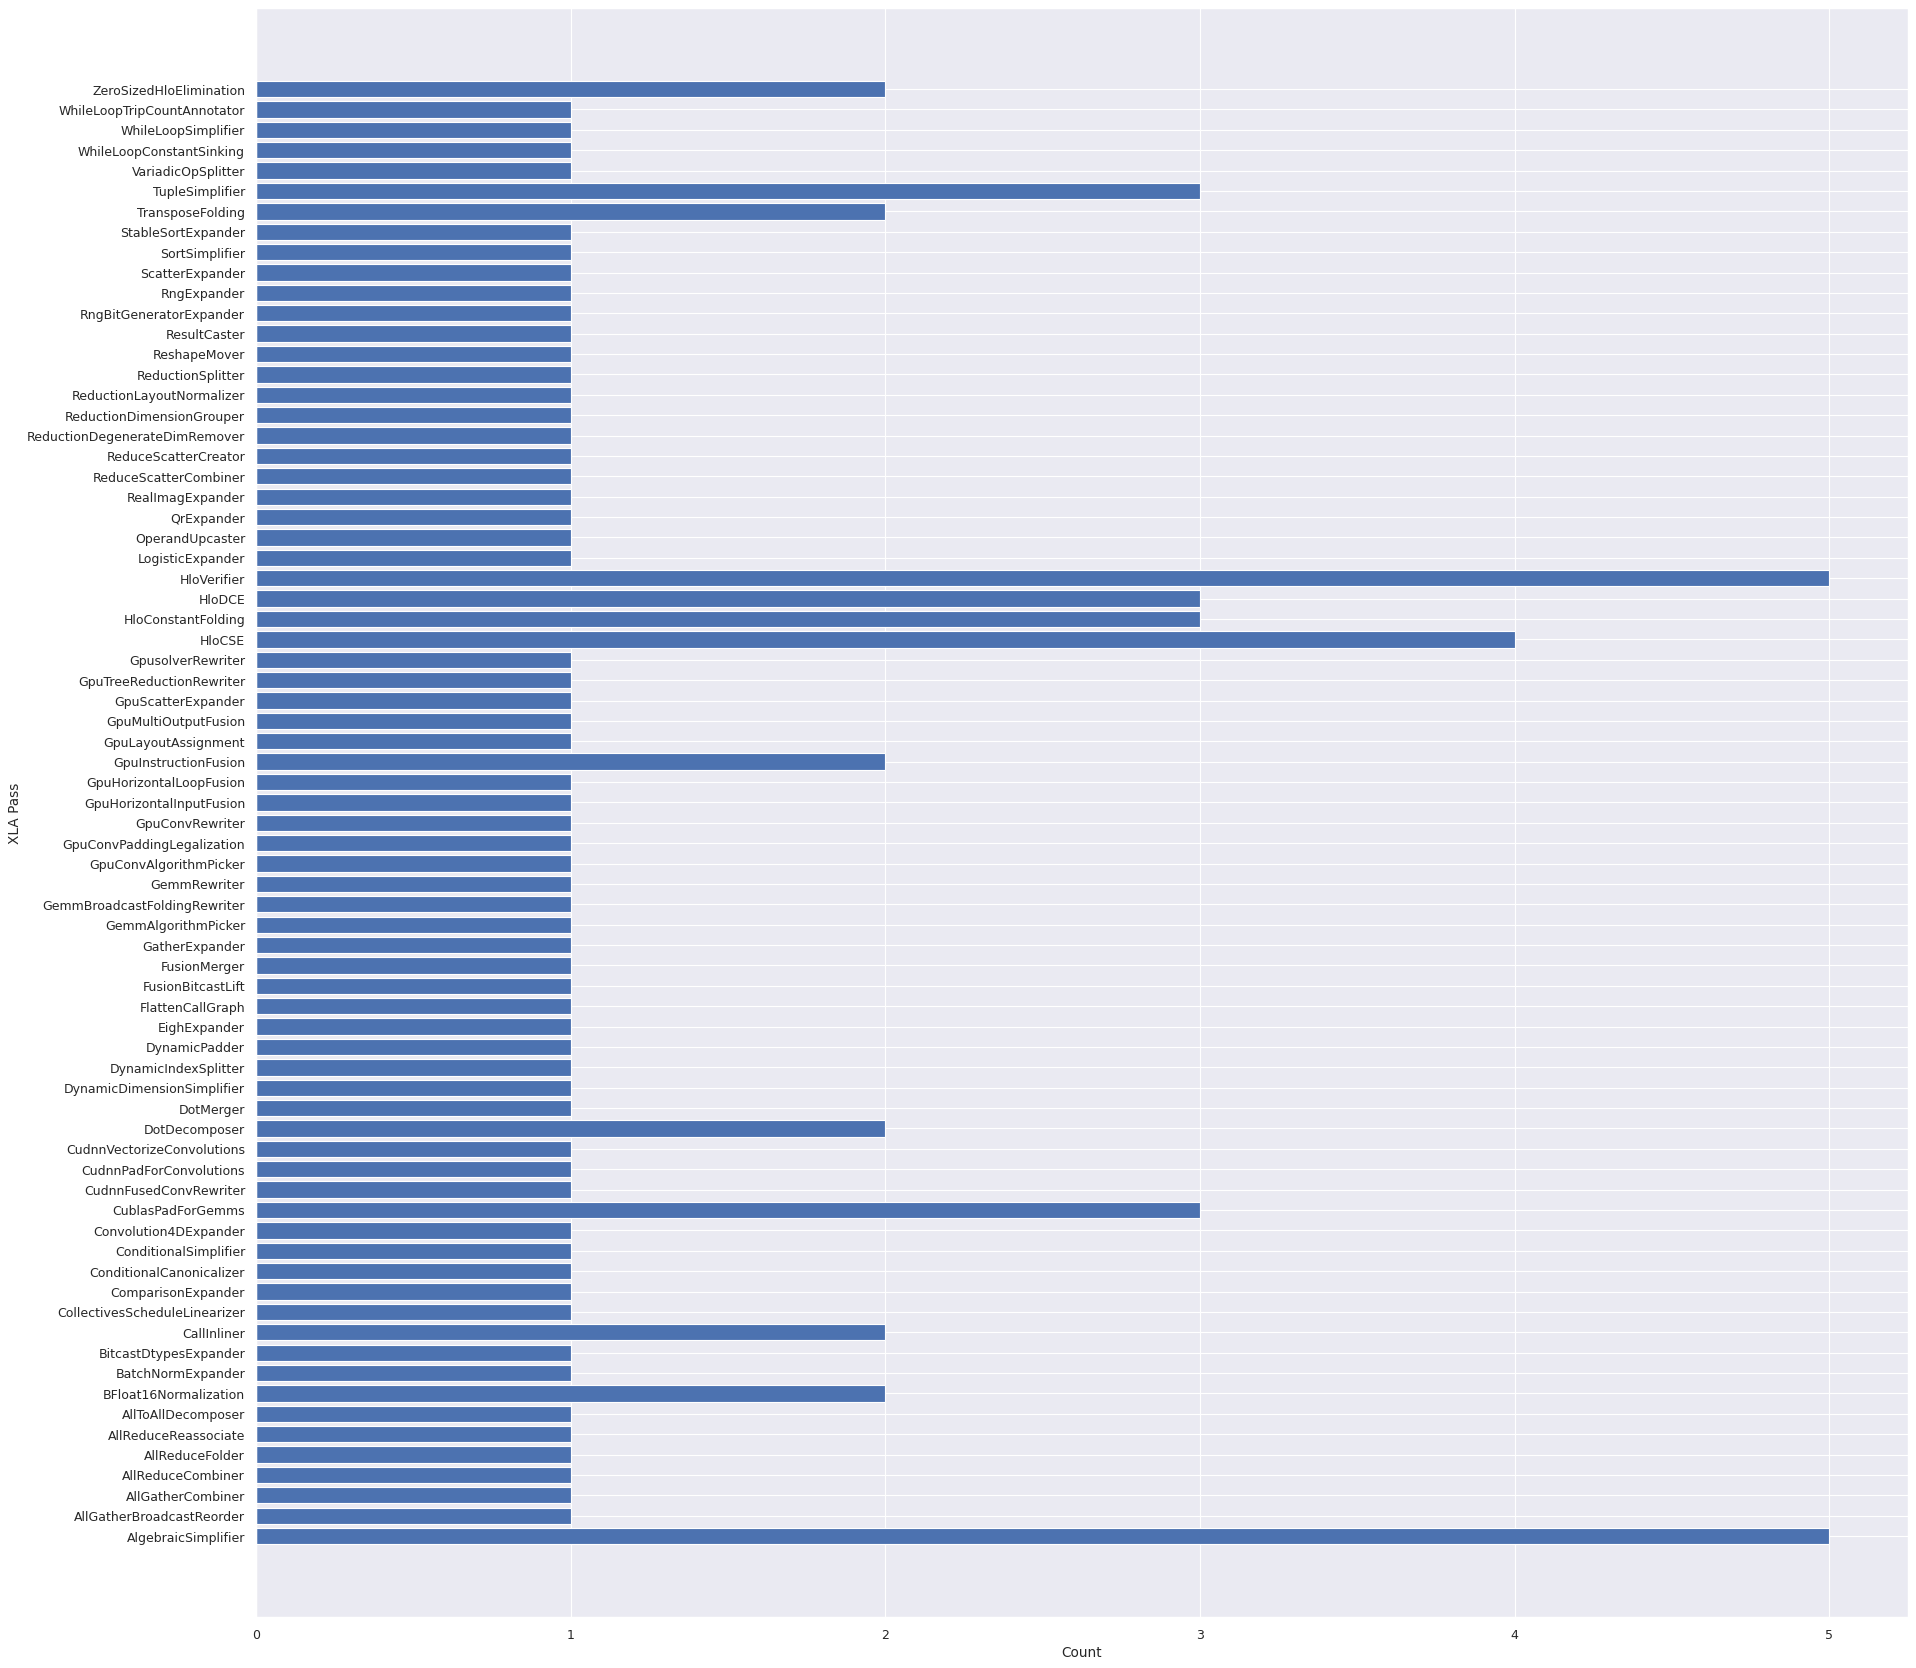 ZeroSizedHloElimination
WhileLoopTripCountAnnotator
WhileLoopSimplifier
WhileLoopConstantSinking
VariadicOpSplitter
TupleSimplifier
TransposeFolding
StableSortExpander
SortSimplifier
ScatterExpander
RngExpander
RngBitGeneratorExpander
ResultCaster
ReshapeMover
ReductionSplitter
ReductionLayoutNormalizer
ReductionDimensionGrouper
ReductionDegenerateDimRemover
ReduceScatterCreator
ReduceScatterCombiner
RealImagExpander
QrExpander
OperandUpcaster
LogisticExpander
HloVerifier
HloDCE
HloConstantFolding
HloCSE
GpusolverRewriter
GpuTreeReductionRewriter
GpuScatterExpander
GpuMultiOutputFusion
GpuLayoutAssignment
GpuInstructionFusion
GpuHorizontalLoopFusion
GpuHorizontalInputFusion
GpuConvRewriter
GpuConvPaddingLegalization
GpuConvAlgorithmPicker
GemmRewriter
GemmBroadcastFoldingRewriter
GemmAlgorithmPicker
GatherExpander
FusionMerger
FusionBitcastLift
FlattenCallGraph
EighExpander
DynamicPadder
DynamicIndexSplitter
DynamicDimensionSimplifier
DotMerger
DotDecomposer
CudnnVectorizeConvolutions
CudnnPadForConvolutions
CudnnFusedConvRewriter
CublasPadForGemms
Convolution4DExpander
ConditionalSimplifier
ConditionalCanonicalizer
ComparisonExpander
CollectivesScheduleLinearizer
CallInliner
BitcastDtypesExpander
BatchNormExpander
BFloat16Normalization
AllToAllDecomposer
AllReduceReassociate
AllReduceFolder
AllReduceCombiner
AllGatherCombiner
AllGatherBroadcastReorder
AlgebraicSimplifier
XLA Pass
0 1 2 3 4 5
Count